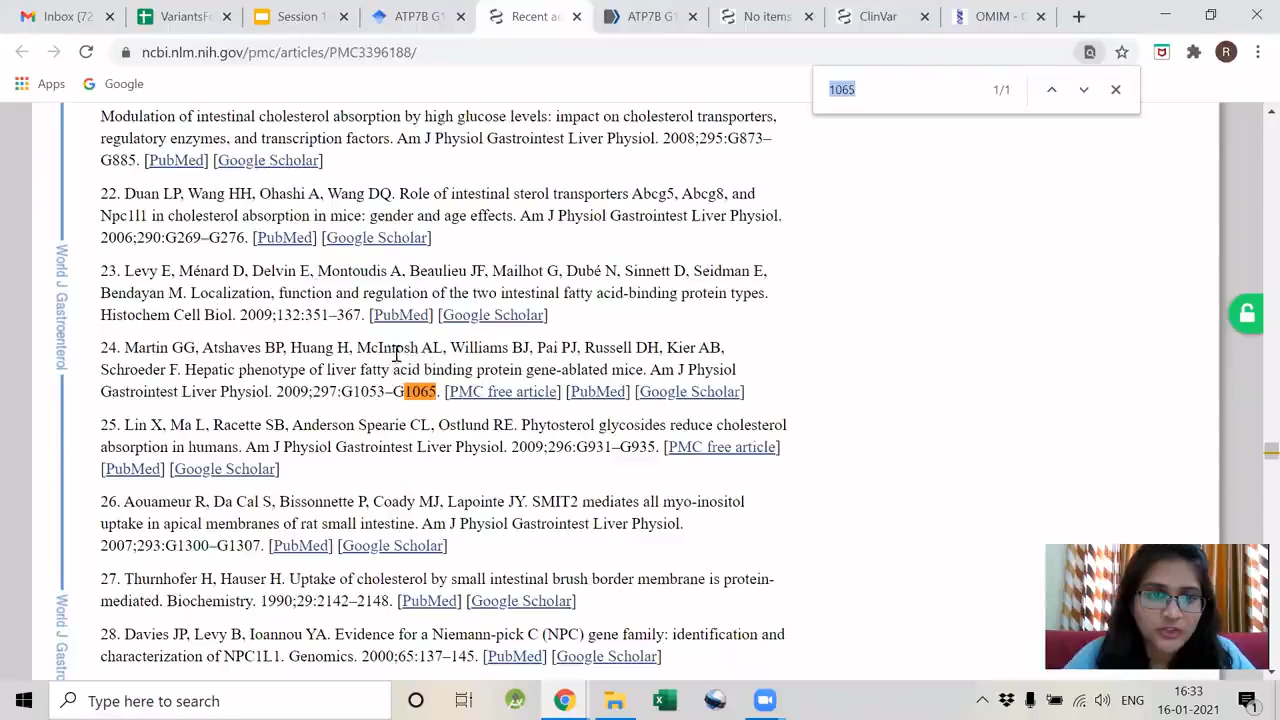 Inbox (72
VariantsFo
Session 1
ATP7B G1
Recent ad
ATP7B G1
No items
ClinVar
OMIM - G
ncbi.nlm.nih.gov/pmc/articles/PMC3396188/
R
Apps
Google
1065
1/1
Modulation of intestinal cholesterol absorption by high glucose levels: impact on cholesterol transporters,
regulatory enzymes, and transcription factors. Am J Physiol Gastrointest Liver Physiol. 2008;295:G873–
G885. [PubMed] [Google Scholar]
22. Duan LP, Wang HH, Ohashi A, Wang DQ. Role of intestinal sterol transporters Abcg5, Abcg8, and
Npc1l1 in cholesterol absorption in mice: gender and age effects. Am J Physiol Gastrointest Liver Physiol.
2006;290:G269–G276. [PubMed] [Google Scholar]
23. Levy E, Ménard D, Delvin E, Montoudis A, Beaulieu JF, Mailhot G, Dubé N, Sinnett D, Seidman E,
Bendayan M. Localization, function and regulation of the two intestinal fatty acid-binding protein types.
Histochem Cell Biol. 2009;132:351–367. [PubMed] [Google Scholar]
24. Martin GG, Atshaves BP, Huang H, McIntosh AL, Williams BJ, Pai PJ, Russell DH, Kier AB,
Schroeder F. Hepatic phenotype of liver fatty acid binding protein gene-ablated mice. Am J Physiol
Gastrointest Liver Physiol. 2009;297:G1053–G1065. [PMC free article] [PubMed] [Google Scholar]
25. Lin X, Ma L, Racette SB, Anderson Spearie CL, Ostlund RE. Phytosterol glycosides reduce cholesterol
absorption in humans. Am J Physiol Gastrointest Liver Physiol. 2009;296:G931–G935. [PMC free article]
[PubMed] [Google Scholar]
26. Aouameur R, Da Cal S, Bissonnette P, Coady MJ, Lapointe JY. SMIT2 mediates all myo-inositol
uptake in apical membranes of rat small intestine. Am J Physiol Gastrointest Liver Physiol.
2007;293:G1300–G1307. [PubMed] [Google Scholar]
27. Thurnhofer H, Hauser H. Uptake of cholesterol by small intestinal brush border membrane is protein-
mediated. Biochemistry. 1990;29:2142–2148. [PubMed] [Google Scholar]
28. Davies JP, Levy B, Ioannou YA. Evidence for a Niemann-pick C (NPC) gene family: identification and
characterization of NPC1L1. Genomics. 2000;65:137–145. [PubMed] [Google Scholar]
World J Gastroenterol
World J Gastro
Type here to search
ENG
16:33
16-01-2021
1